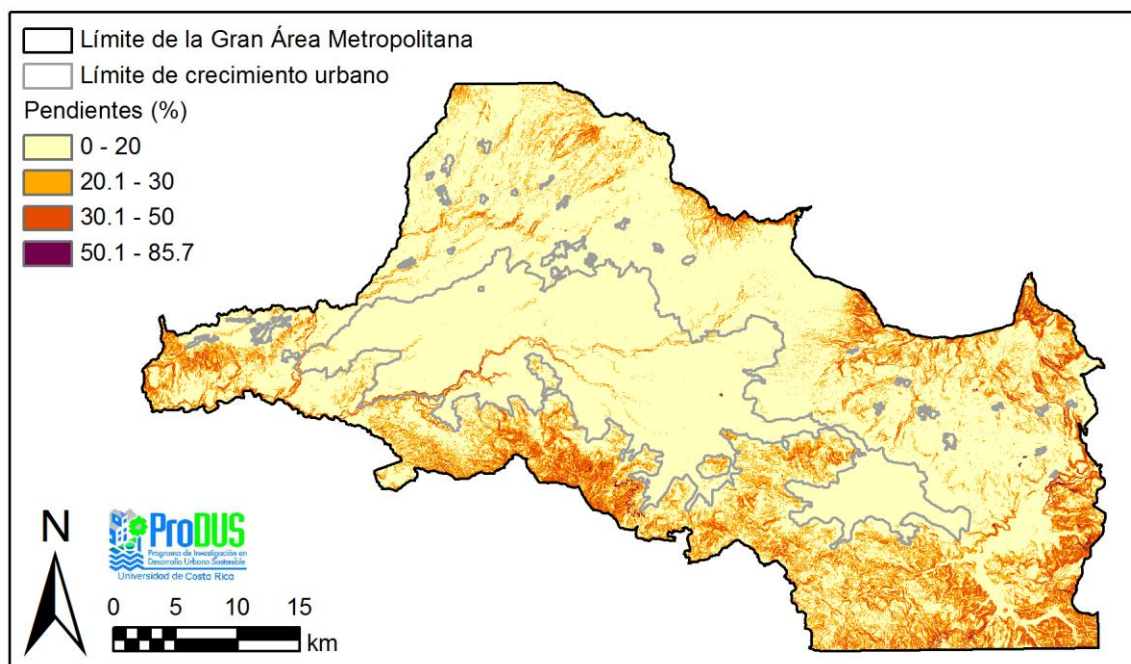 Límite de la Gran Área Metropolitana
Límite de crecimiento urbano
Pendientes (%)
0 - 20
20.1 - 30
30.1 - 50
50.1 - 85.7
N
ProDUS
Programa de Investigación en
Desarrollo Urbano Sostenible
Universidad de Costa Rica
0 5 10 15
km